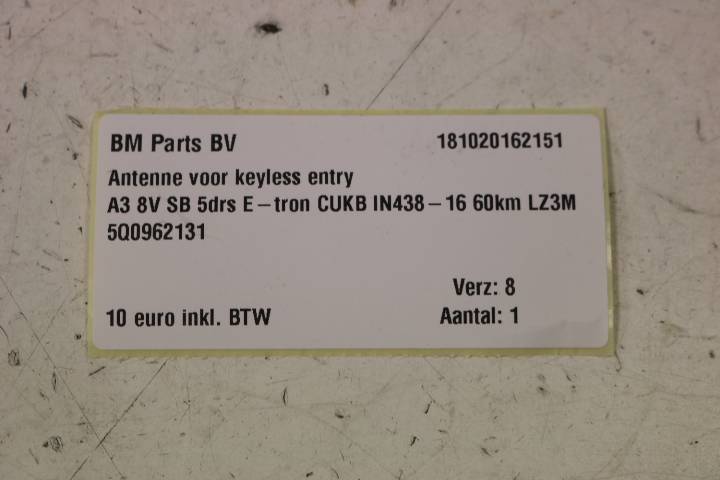 BM Parts BV 181020162151
Antenne voor keyless entry
A3 8V SB 5drs E-tron CUKB IN438-16 60km LZ3M
5Q0962131
Verz: 8
10 euro inkl. BTW Aantal: 1